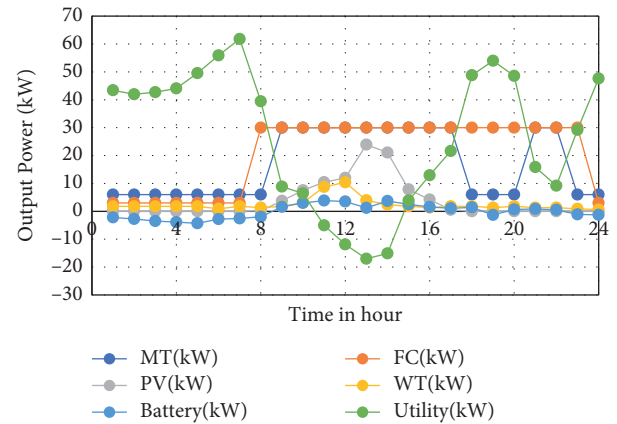 70
60
50
40
30
20
10
0
−10
−20
−30
Output Power (kW)
0 4 8 12 16 20 24
Time in hour
MT(kW) FC(kW)
PV(kW) WT(kW)
Battery(kW) Utility(kW)